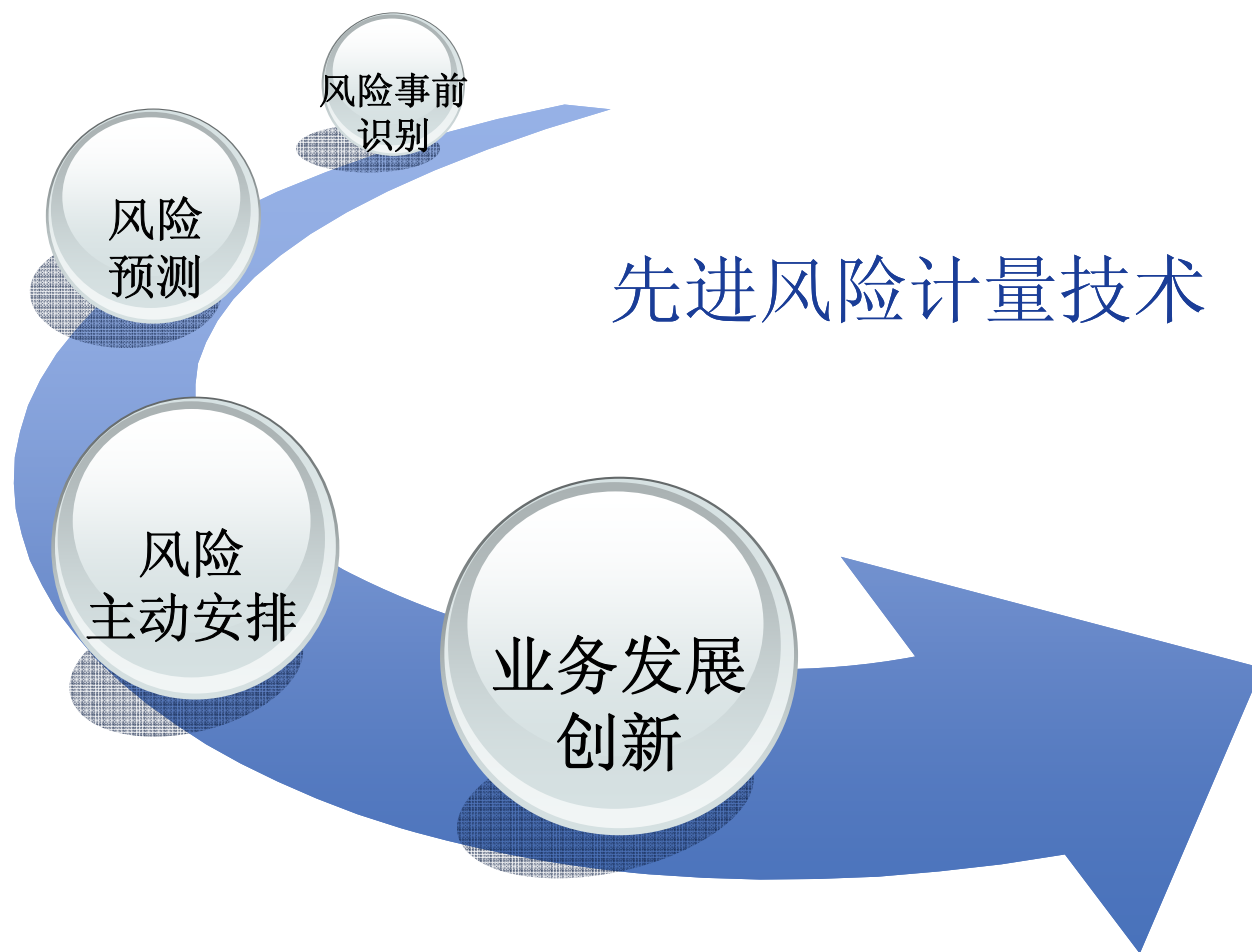 风险事前
识别
风险
预测
先进风险计量技术
风险
主动安排
业务发展
创新